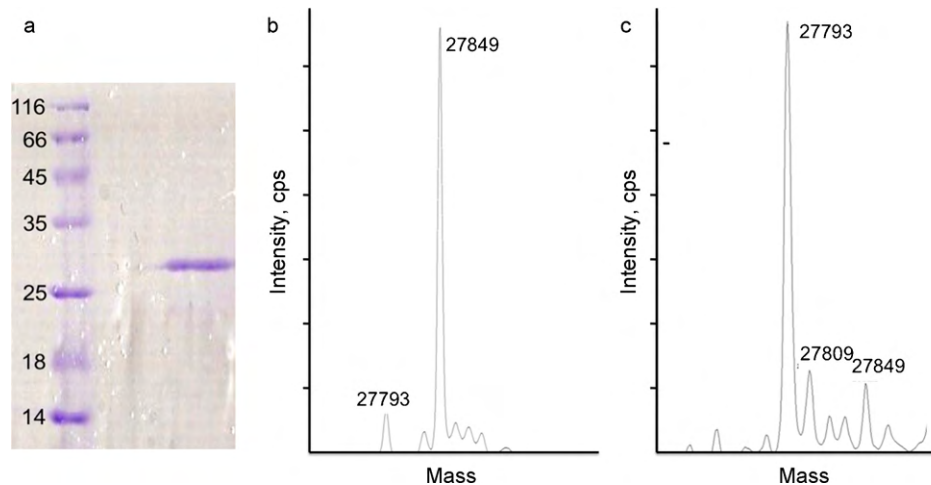 a
116
66
45
35
25
18
14
b
27849
27793
Intensity, cps
Mass
c
27793
27809
27849
Intensity, cps
Mass